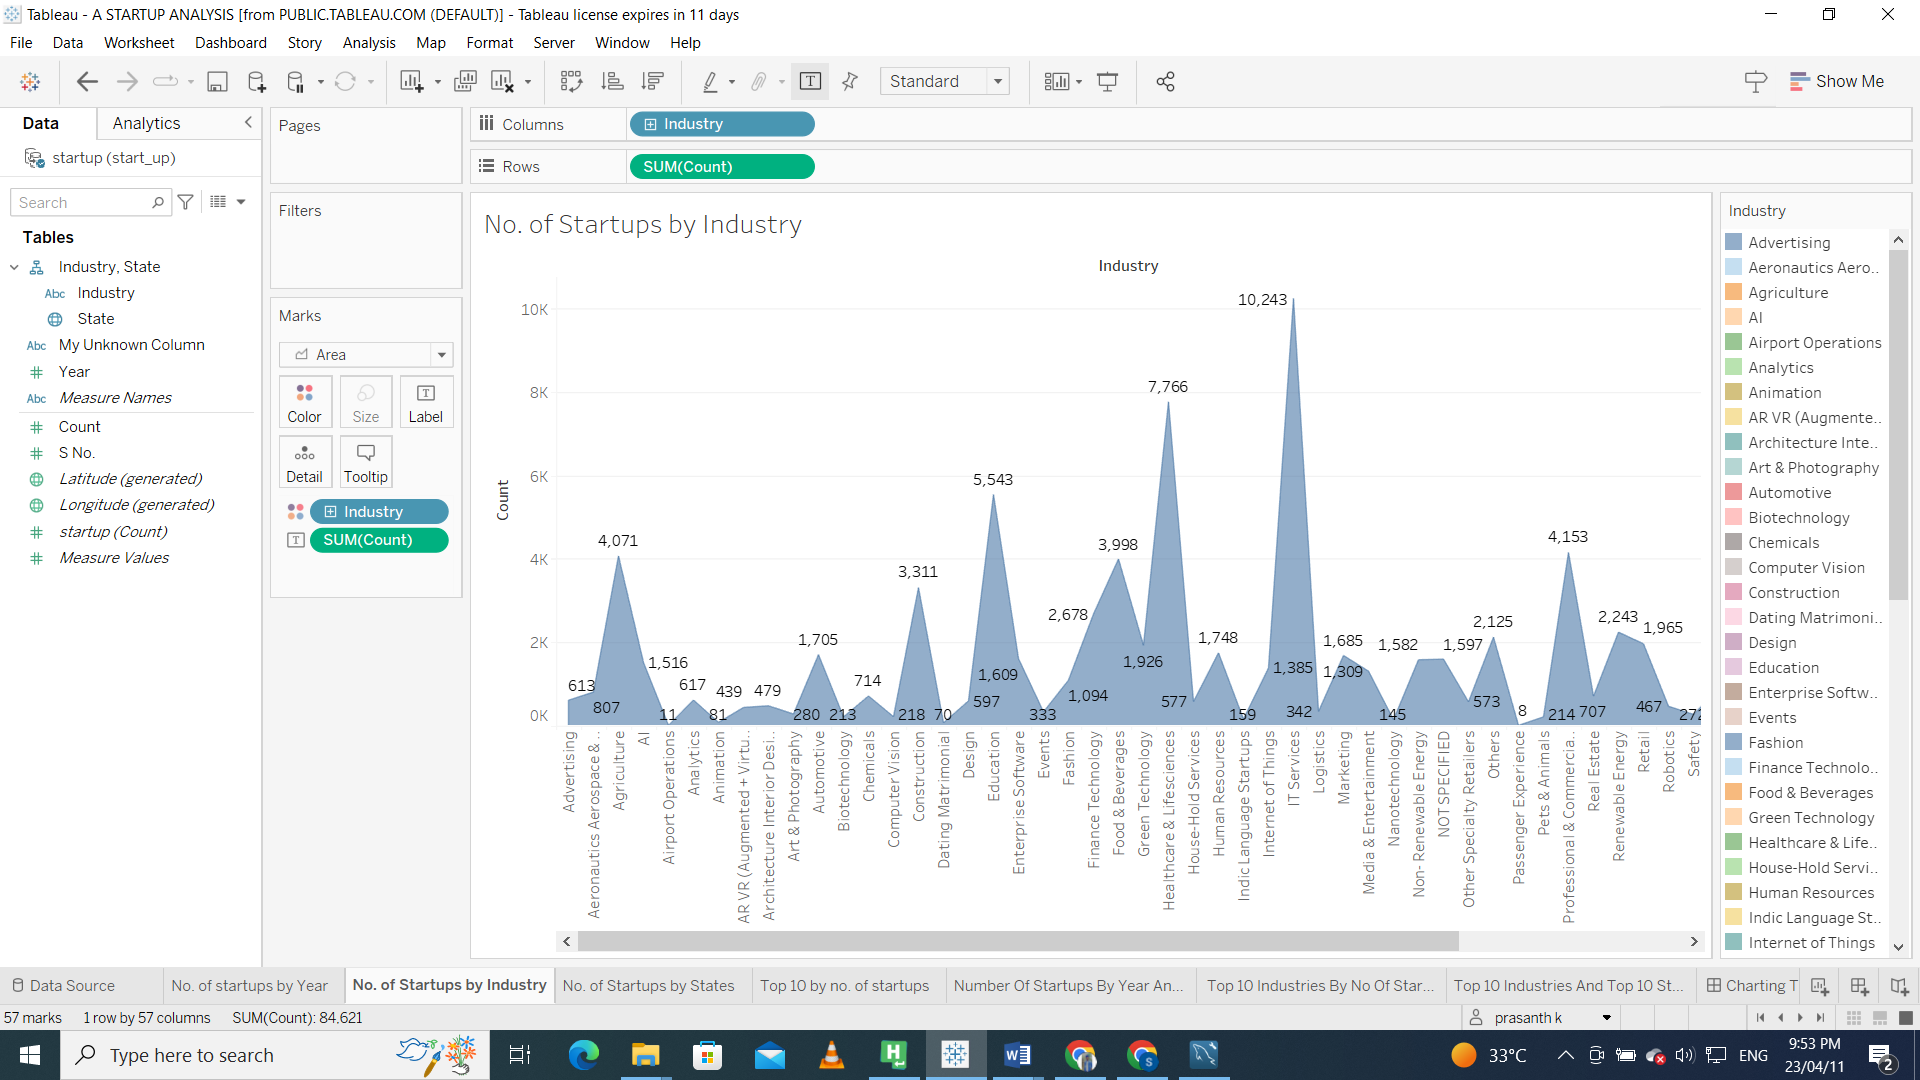 Tableau - A STARTUP ANALYSIS [from PUBLIC.TABLEAU.COM (DEFAULT)] - Tableau license expires in 11 days
File Data Worksheet Dashboard Story Analysis Map Format Server Window Help
Standard
Show Me
Data Analytics
startup (start_up)
Search
Tables
Industry, State
Abc Industry
State
Abc My Unknown Column
Year
Abc Measure Names
Count
S No.
Latitude (generated)
Longitude (generated)
startup (Count)
Measure Values
Pages
Filters
Marks
Area
Color Size Label
Detail Tooltip
Industry
SUM(Count)
Columns Industry
Rows SUM(Count)
No. of Startups by Industry
Industry
Count
10K
8K
6K
4K
2K
0K
10,243
7,766
5,543
4,071
3,998
4,153
3,311
2,678
1,705
1,748
1,685
1,582
1,597
2,125
2,243
1,965
1,516
1,926
1,385
1,309
1,609
613
617
439
479
714
597
1,094
577
573
807
11
81
280
213
218
70
333
159
342
145
8
214
707
467
272
Advertising
Aeronautics Aerospace & ..
Agriculture
AI
Airport Operations
Analytics
Animation
AR VR (Augmented + Virtu..
Architecture Interior Desi..
Art & Photography
Automotive
Biotechnology
Chemicals
Computer Vision
Construction
Dating Matrimonial
Design
Education
Enterprise Software
Events
Fashion
Finance Technology
Food & Beverages
Green Technology
Healthcare & Lifesciences
House-Hold Services
Human Resources
Indic Language Startups
Internet of Things
IT Services
Logistics
Marketing
Media & Entertainment
Nanotechnology
Non- Renewable Energy
NOT SPECIFIED
Other Specialty Retailers
Others
Passenger Experience
Pets & Animals
Professional & Commercia..
Real Estate
Renewable Energy
Retail
Robotics
Safety
Industry
Advertising
Aeronautics Aero..
Agriculture
AI
Airport Operations
Analytics
Animation
AR VR (Augmente..
Architecture Inte..
Art & Photography
Automotive
Biotechnology
Chemicals
Computer Vision
Construction
Dating Matrimoni..
Design
Education
Enterprise Softw..
Events
Fashion
Finance Technolo..
Food & Beverages
Green Technology
Healthcare & Life..
House-Hold Servi..
Human Resources
Indic Language St..
Internet of Things
Data Source No. of startups by Year No. of Startups by Industry No. of Startups by States Top 10 by no. of startups Number Of Startups By Year An... Top 10 Industries By No Of Star... Top 10 Industries And Top 10 St... Charting T
57 marks 1 row by 57 columns SUM(Count): 84,621 prasanth k
Type here to search
33°C ENG
9:53 PM
23/04/11
2